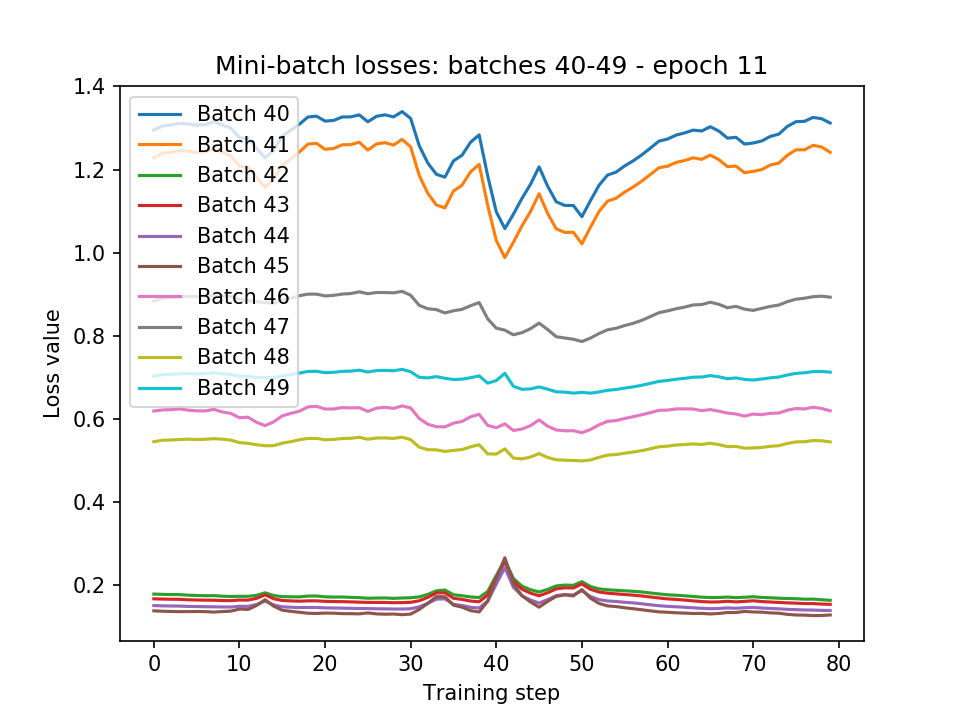 Mini-batch losses: batches 40-49 - epoch 11
1.4
1.2
1.0
0.8
0.6
0.4
0.2
Loss value
Batch 40
Batch 41
Batch 42
Batch 43
Batch 44
Batch 45
Batch 46
Batch 47
Batch 48
Batch 49
0 10 20 30 40 50 60 70 80
Training step